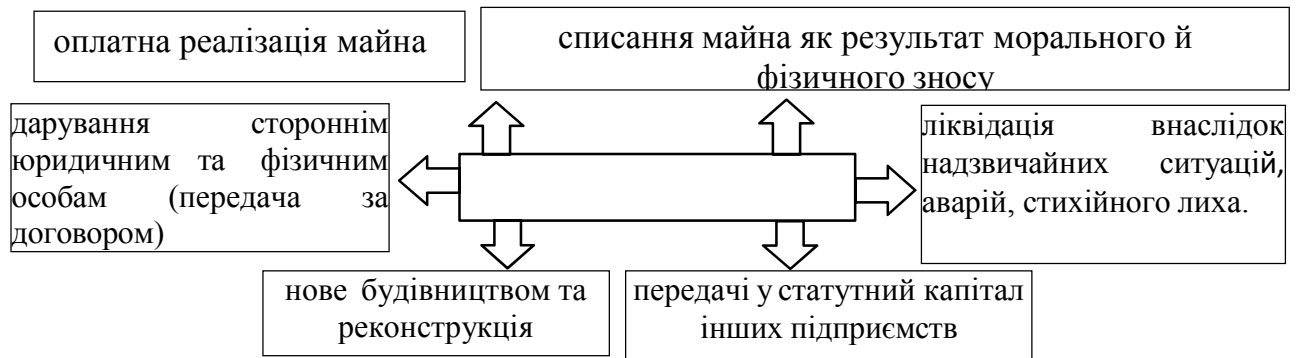 оплатна реалізація майна
списання майна як результат морального й
фізичного зносу
дарування стороннім
юридичним та фізичним
особам (передача за
договором)
ліквідація внаслідок
надзвичайних ситуацій,
аварій, стихійного лиха.
нове будівництвом та
реконструкція
передачі у статутний капітал
інших підприємств